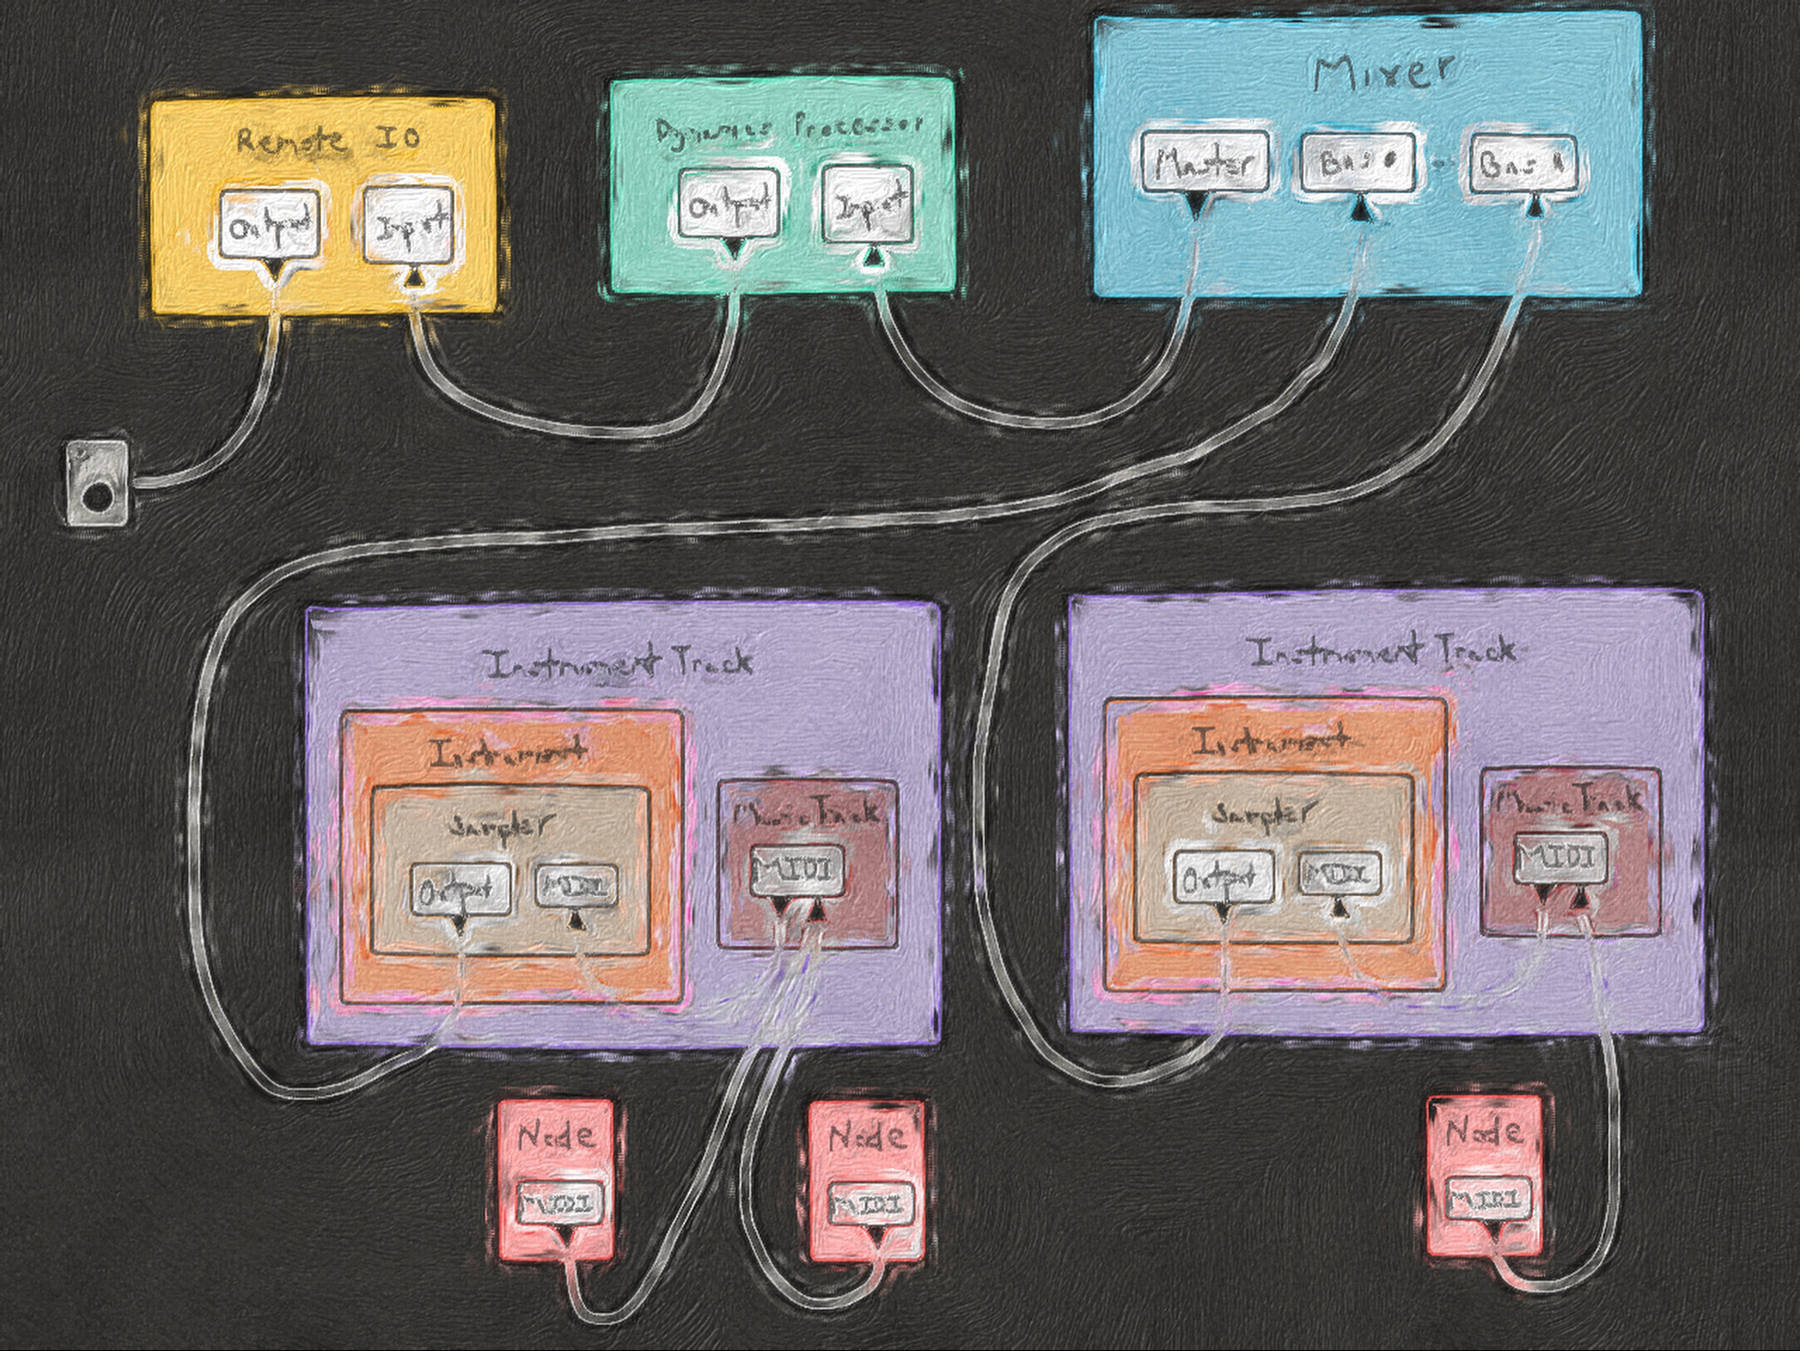 Mixer
Remote IO
Dynamics Processor
Output
Input
Output
Input
Master
Bus 0
Bus
Instrument Track
Instrument Track
Instrument
Instrument
Sampler
Music Track
Sampler
Music Track
Output
MIDI
MIDI
Output
MIDI
MIDI
Node
Node
Node
MIDI
MIDI
MIDI